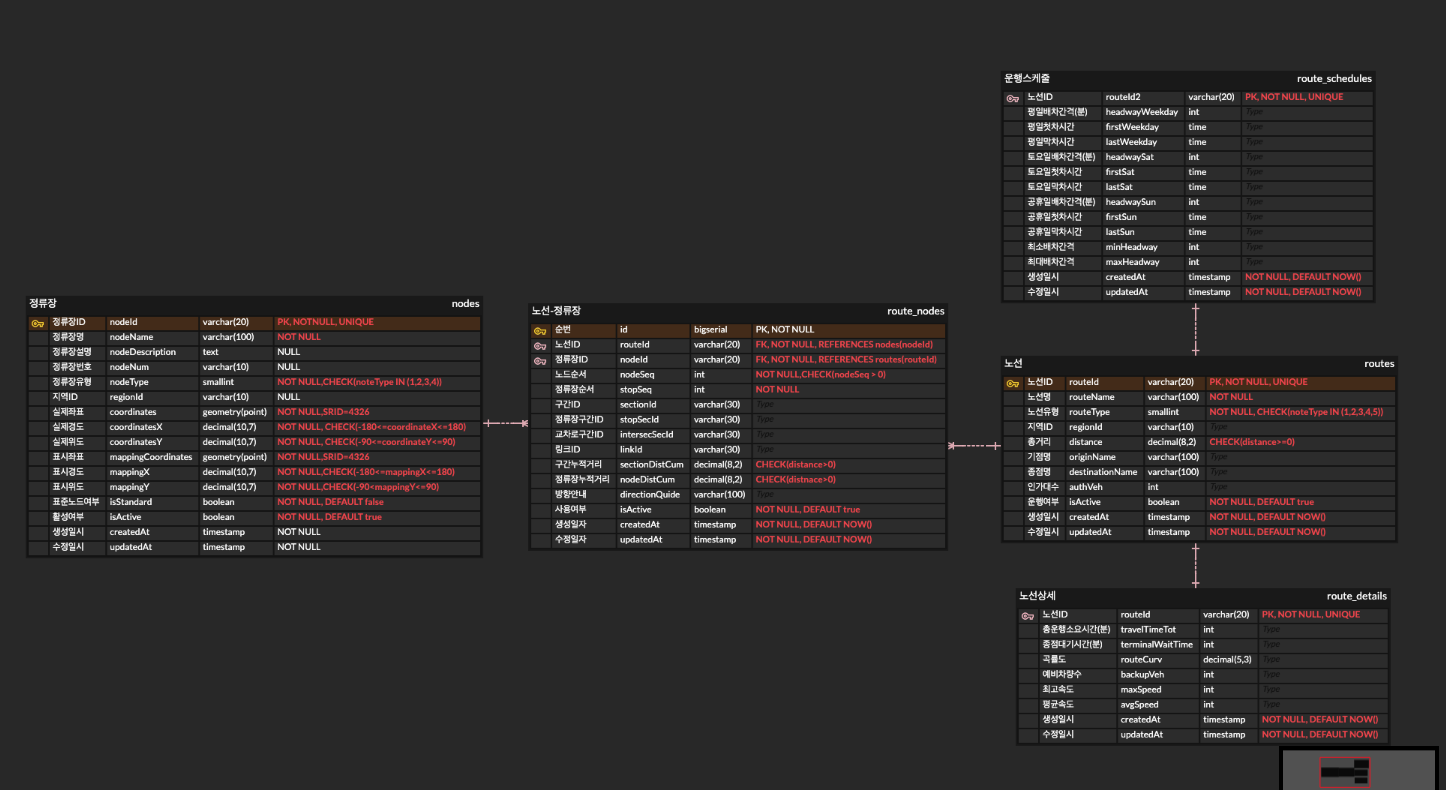 정류장 nodes
정류장ID nodeId varchar(20) PK, NOTNULL, UNIQUE
정류장명 nodeName varchar(100) NOT NULL
정류장설명 nodeDescription text NULL
정류장번호 nodeNum varchar(10) NULL
정류장유형 nodeType smallint NOT NULL,CHECK(noteType IN (1,2,3,4))
지역ID regionId varchar(10) NULL
실제좌표 coordinates geometry(point) NOT NULL,SRID=4326
실제경도 coordinatesX decimal(10,7) NOT NULL, CHECK(-180<=coordinateX<=180)
실제위도 coordinatesY decimal(10,7) NOT NULL, CHECK(-90<=coordinateY<=90)
표시좌표 mappingCoordinates geometry(point) NOT NULL,SRID=4326
표시경도 mappingX decimal(10,7) NOT NULL,CHECK(-180<=mappingX<=180)
표시위도 mappingY decimal(10,7) NOT NULL,CHECK(-90<mappingY<=90)
표준노드여부 isStandard boolean NOT NULL, DEFAULT false
활성여부 isActive boolean NOT NULL, DEFAULT true
생성일시 createdAt timestamp NOT NULL
수정일시 updatedAt timestamp NOT NULL
노선-정류장 route_nodes
순번 id bigserial PK, NOT NULL
노선ID routeId varchar(20) FK, NOT NULL, REFERENCES nodes(nodeId)
정류장ID nodeId varchar(20) FK, NOT NULL, REFERENCES routes(routeId)
노드순서 nodeSeq int NOT NULL,CHECK(nodeSeq > 0)
정류장순서 stopSeq int NOT NULL
구간ID sectionId varchar(30) Type
정류장구간ID stopSecId varchar(30) Type
교차로구간ID intersecSecId varchar(30) Type
링크ID linkId varchar(30) Type
구간누적거리 sectionDistCum decimal(8,2) CHECK(distance>0)
정류장누적거리 nodeDistCum decimal(8,2) CHECK(distnace>0)
방향안내 directionQuide varchar(100) Type
사용여부 isActive boolean NOT NULL, DEFAULT true
생성일자 createdAt timestamp NOT NULL, DEFAULT NOW()
수정일자 updatedAt timestamp NOT NULL, DEFAULT NOW()
운행스케줄 route_schedules
노선ID routeId2 varchar(20) PK, NOT NULL, UNIQUE
평일배차간격(분) headwayWeekday int Type
평일첫차시간 firstWeekday time Type
평일막차시간 lastWeekday time Type
토요일배차간격(분) headwaySat int Type
토요일첫차시간 firstSat time Type
토요일막차시간 lastSat time Type
공휴일배차간격(분) headwaySun int Type
공휴일첫차시간 firstSun time Type
공휴일막차시간 lastSun time Type
최소배차간격 minHeadway int Type
최대배차간격 maxHeadway int Type
생성일시 createdAt timestamp NOT NULL, DEFAULT NOW()
수정일시 updatedAt timestamp NOT NULL, DEFAULT NOW()
노선 routes
노선ID routeId varchar(20) PK, NOT NULL, UNIQUE
노선명 routeName varchar(100) NOT NULL
노선유형 routeType smallint NOT NULL, CHECK(noteType IN (1,2,3,4,5))
지역ID regionId varchar(10) Type
총거리 distance decimal(8,2) CHECK(distance>=0)
기점명 originName varchar(100) Type
종점명 destinationName varchar(100) Type
인가대수 authVeh int Type
운행여부 isActive boolean NOT NULL, DEFAULT true
생성일시 createdAt timestamp NOT NULL, DEFAULT NOW()
수정일시 updatedAt timestamp NOT NULL, DEFAULT NOW()
노선상세 route_details
노선ID routeId varchar(20) PK, NOT NULL, UNIQUE
총운행소요시간(분) travelTimeTot int Type
종점대기시간(분) terminalWaitTime int Type
곡률도 routeCurv decimal(5,3) Type
예비차량수 backupVeh int Type
최고속도 maxSpeed int Type
평균속도 avgSpeed int Type
생성일시 createdAt timestamp NOT NULL, DEFAULT NOW()
수정일시 updatedAt timestamp NOT NULL, DEFAULT NOW()